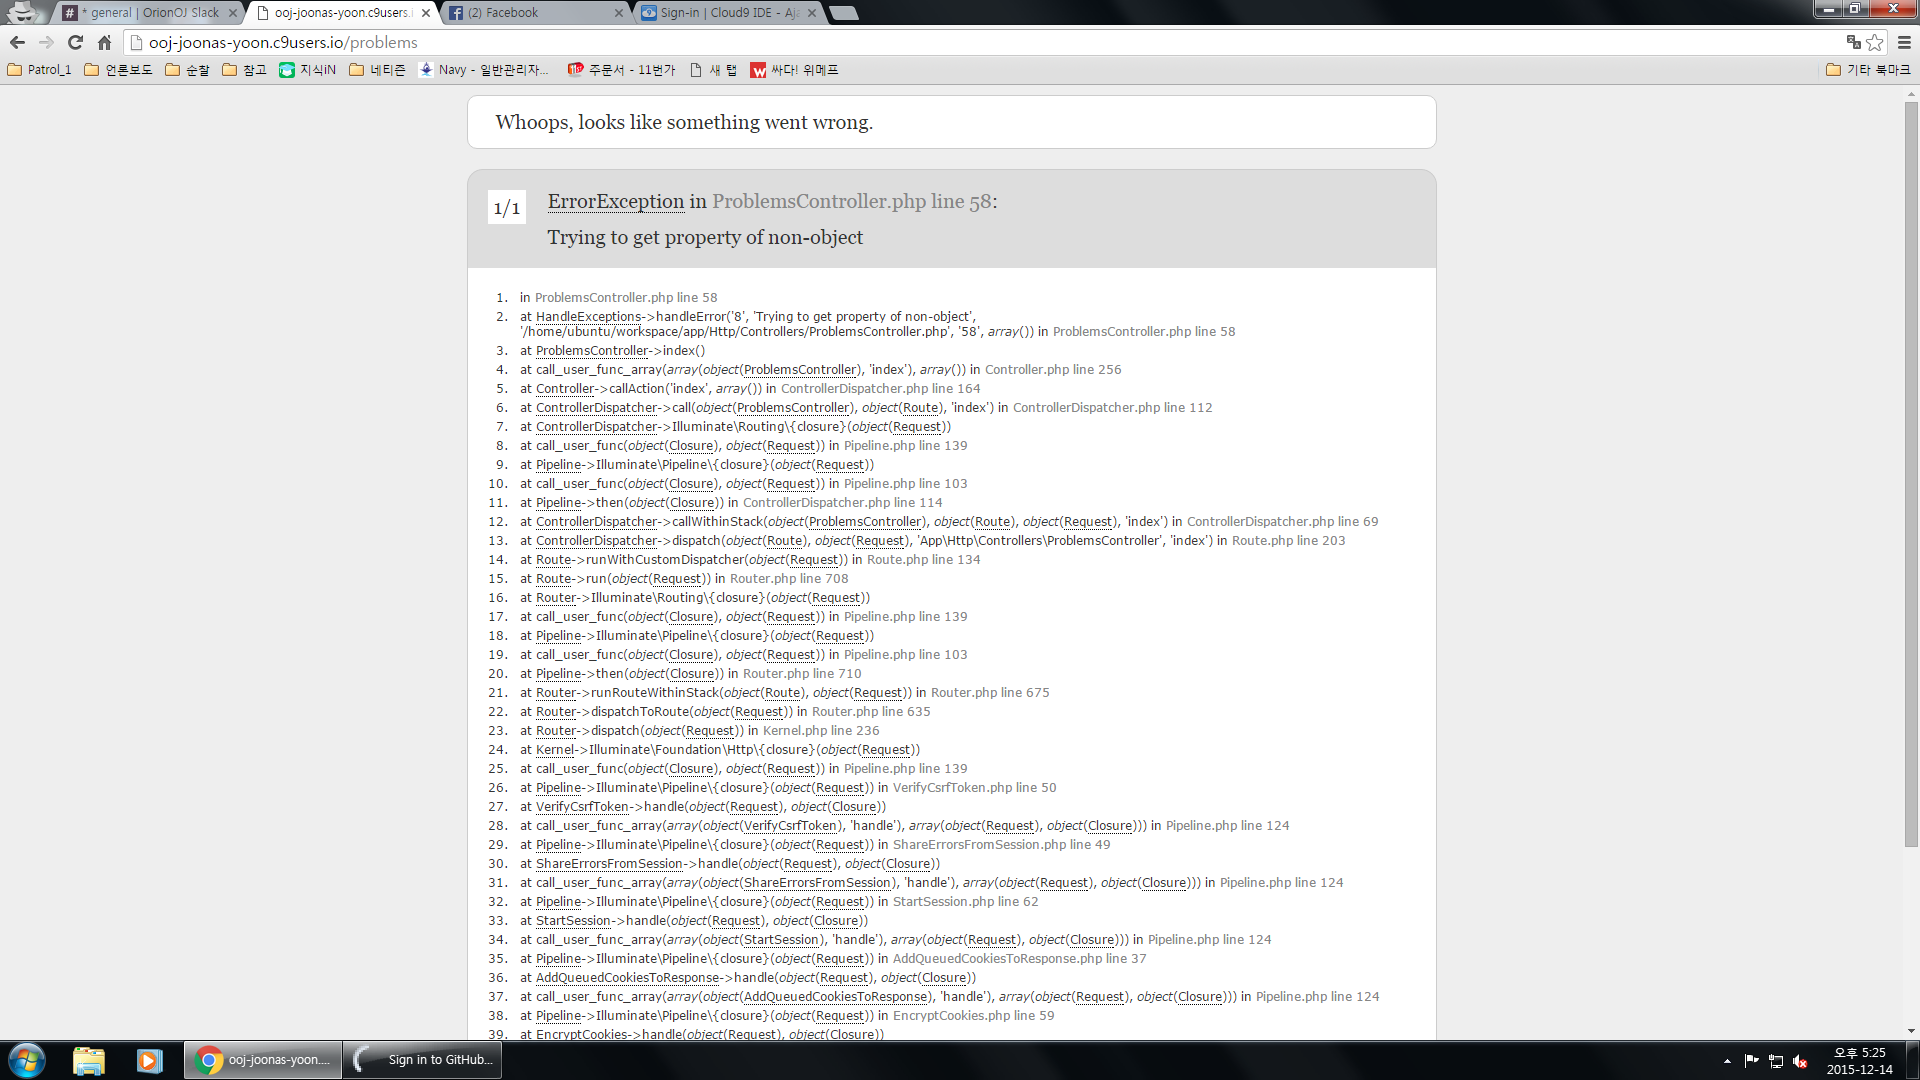 * general | OrionOJ Slack
ooj-joonas-yoon.c9users.i
(2) Facebook
Sign-in | Cloud9 IDE - Aja
ooj-joonas-yoon.c9users.io/problems
Patrol_1
언론보도
순찰
참고
지식iN
네티즌
Navy - 일반관리자...
주문서 - 11번가
새 탭
싸다! 위메프
기타 북마크
Whoops, looks like something went wrong.
1/1
ErrorException in ProblemsController.php line 58:
Trying to get property of non-object
1. in ProblemsController.php line 58
2. at HandleExceptions->handleError('8', 'Trying to get property of non-object',
'/home/ubuntu/workspace/app/Http/Controllers/ProblemsController.php', '58', array()) in ProblemsController.php line 58
3. at ProblemsController->index()
4. at call_user_func_array(array(object(ProblemsController), 'index'), array()) in Controller.php line 256
5. at Controller->callAction('index', array()) in ControllerDispatcher.php line 164
6. at ControllerDispatcher->call(object(ProblemsController), object(Route), 'index') in ControllerDispatcher.php line 112
7. at ControllerDispatcher->Illuminate\Routing\{closure}(object(Request))
8. at call_user_func(object(Closure), object(Request)) in Pipeline.php line 139
9. at Pipeline->Illuminate\Pipeline\{closure}(object(Request))
10. at call_user_func(object(Closure), object(Request)) in Pipeline.php line 103
11. at Pipeline->then(object(Closure)) in ControllerDispatcher.php line 114
12. at ControllerDispatcher->callWithinStack(object(ProblemsController), object(Route), object(Request), 'index') in ControllerDispatcher.php line 69
13. at ControllerDispatcher->dispatch(object(Route), object(Request), 'App\Http\Controllers\ProblemsController', 'index') in Route.php line 203
14. at Route->runWithCustomDispatcher(object(Request)) in Route.php line 134
15. at Route->run(object(Request)) in Router.php line 708
16. at Router->Illuminate\Routing\{closure}(object(Request))
17. at call_user_func(object(Closure), object(Request)) in Pipeline.php line 139
18. at Pipeline->Illuminate\Pipeline\{closure}(object(Request))
19. at call_user_func(object(Closure), object(Request)) in Pipeline.php line 103
20. at Pipeline->then(object(Closure)) in Router.php line 710
21. at Router->runRouteWithinStack(object(Route), object(Request)) in Router.php line 675
22. at Router->dispatchToRoute(object(Request)) in Router.php line 635
23. at Router->dispatch(object(Request)) in Kernel.php line 236
24. at Kernel->Illuminate\Foundation\Http\{closure}(object(Request))
25. at call_user_func(object(Closure), object(Request)) in Pipeline.php line 139
26. at Pipeline->Illuminate\Pipeline\{closure}(object(Request)) in VerifyCsrfToken.php line 50
27. at VerifyCsrfToken->handle(object(Request), object(Closure))
28. at call_user_func_array(array(object(VerifyCsrfToken), 'handle'), array(object(Request), object(Closure))) in Pipeline.php line 124
29. at Pipeline->Illuminate\Pipeline\{closure}(object(Request)) in ShareErrorsFromSession.php line 49
30. at ShareErrorsFromSession->handle(object(Request), object(Closure))
31. at call_user_func_array(array(object(ShareErrorsFromSession), 'handle'), array(object(Request), object(Closure))) in Pipeline.php line 124
32. at Pipeline->Illuminate\Pipeline\{closure}(object(Request)) in StartSession.php line 62
33. at StartSession->handle(object(Request), object(Closure))
34. at call_user_func_array(array(object(StartSession), 'handle'), array(object(Request), object(Closure))) in Pipeline.php line 124
35. at Pipeline->Illuminate\Pipeline\{closure}(object(Request)) in AddQueuedCookiesToResponse.php line 37
36. at AddQueuedCookiesToResponse->handle(object(Request), object(Closure))
37. at call_user_func_array(array(object(AddQueuedCookiesToResponse), 'handle'), array(object(Request), object(Closure))) in Pipeline.php line 124
38. at Pipeline->Illuminate\Pipeline\{closure}(object(Request)) in EncryptCookies.php line 59
39. at EncryptCookies->handle(object(Request), object(Closure))
ooj-joonas-yoon....
Sign in to GitHub...
오후 5:25
2015-12-14